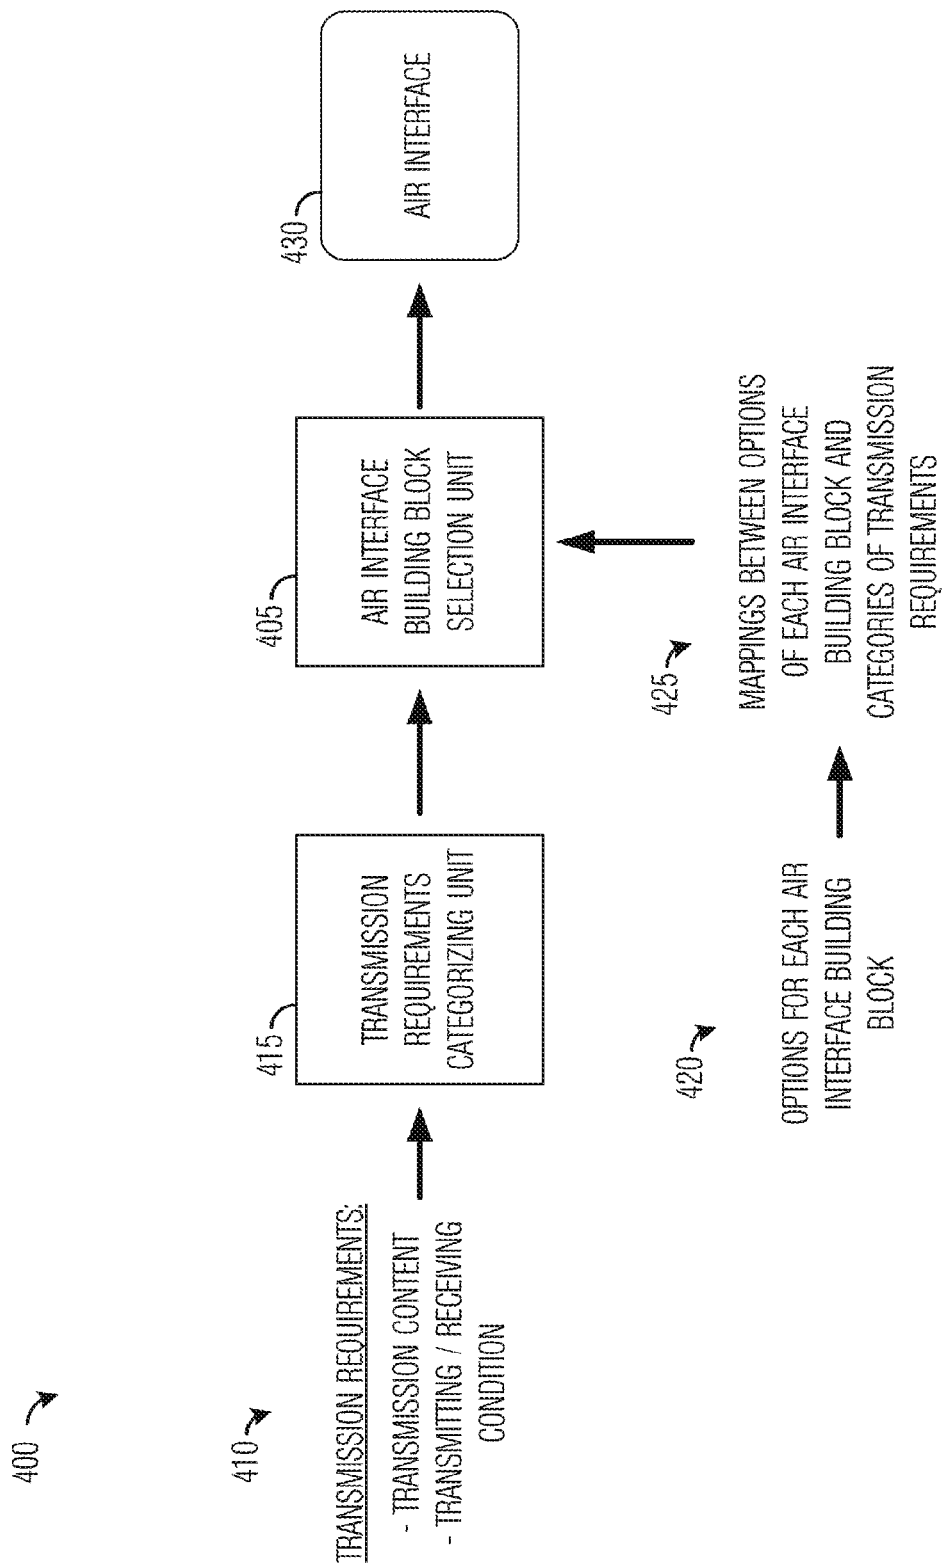 400
410
TRANSMISSION REQUIREMENTS:
- TRANSMISSION CONTENT
- TRANSMITTING / RECEIVING
CONDITION
415
TRANSMISSION
REQUIREMENTS
CATEGORIZING UNIT
405
AIR INTERFACE
BUILDING BLOCK
SELECTION UNIT
430
AIR INTERFACE
420
OPTIONS FOR EACH AIR
INTERFACE BUILDING
BLOCK
425
MAPPINGS BETWEEN OPTIONS
OF EACH AIR INTERFACE
BUILDING BLOCK AND
CATEGORIES OF TRANSMISSION
REQUIREMENTS